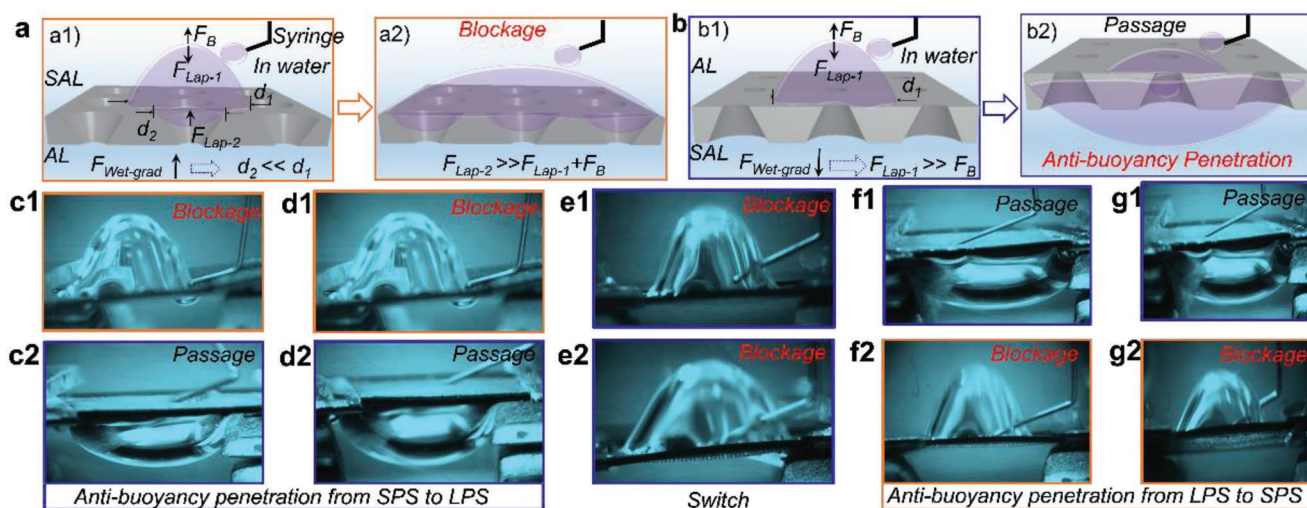 a
a1)
F_B
Syringe
In water
SAL
F_Lap-1
d_1
d_2
F_Lap-2
AL
F_Wet-grad
d_2 << d_1
a2)
Blockage
F_Lap-2>>F_Lap-1+F_B
b
b1)
F_B
AL
In water
F_Lap-1
d_1
SAL
F_Wet-grad
F_Lap-1 >> F_B
b2)
Passage
Anti-buoyancy Penetration
c1
Blockage
d1
Blockage
e1
Blockage
f1
Passage
g1
Passage
c2
Passage
d2
Passage
e2
Blockage
f2
Blockage
g2
Blockage
Anti-buoyancy penetration from SPS to LPS
Switch
Anti-buoyancy penetration from LPS to SPS